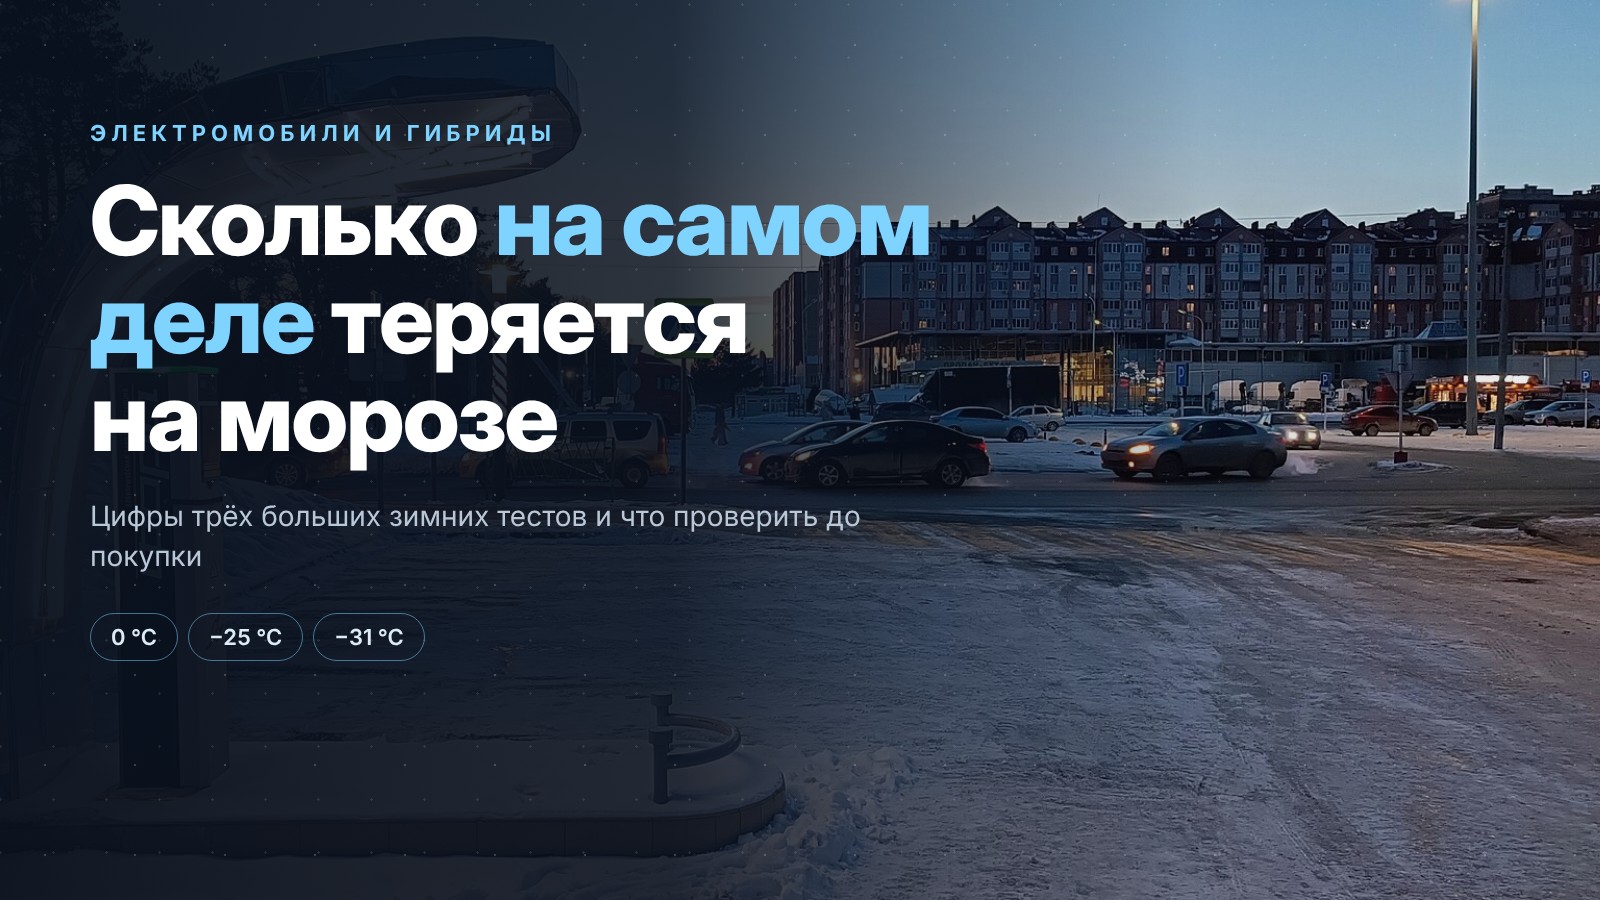 ЭЛЕКТРОМОБИЛИ И ГИБРИДЫ
Сколько на самом
деле теряется
на морозе
Цифры трёх больших зимних тестов и что проверить до
покупки
0 °C
−25 °C
−31 °C
P
P
P